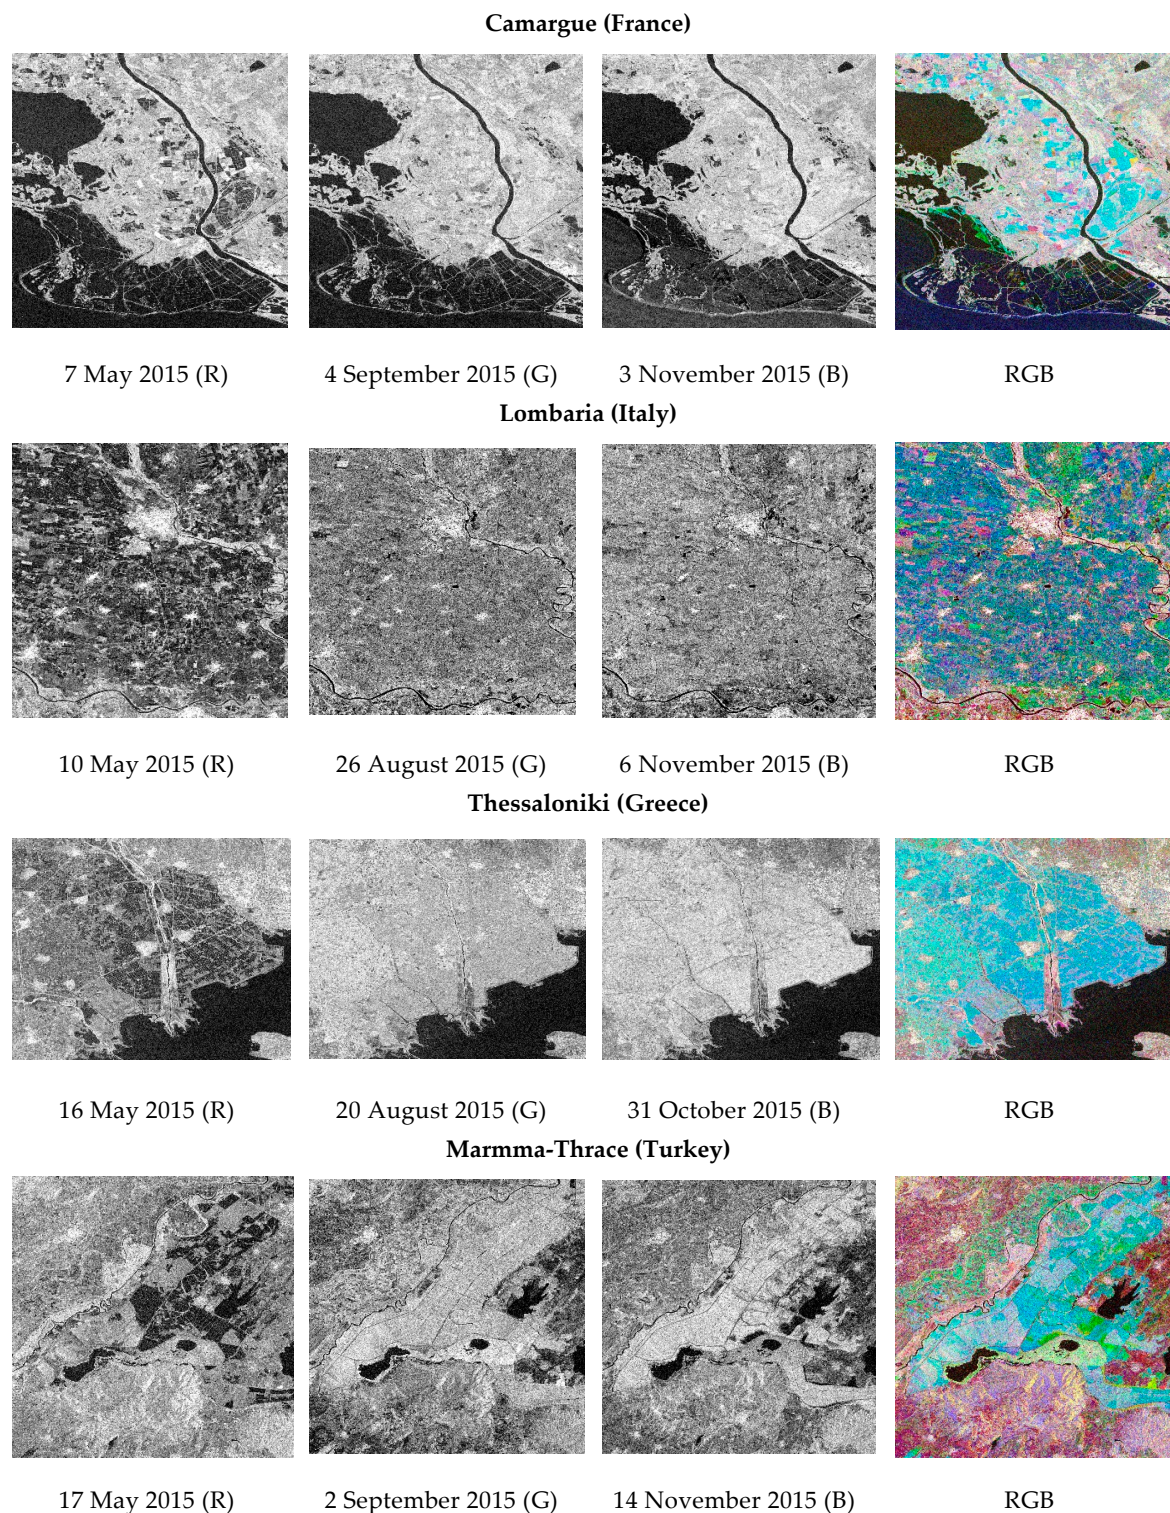 Camargue (France)
7 May 2015 (R) 4 September 2015 (G) 3 November 2015 (B) RGB
Lombaria (Italy)
10 May 2015 (R) 26 August 2015 (G) 6 November 2015 (B) RGB
Thessaloniki (Greece)
16 May 2015 (R) 20 August 2015 (G) 31 October 2015 (B) RGB
Marmma-Thrace (Turkey)
17 May 2015 (R) 2 September 2015 (G) 14 November 2015 (B) RGB